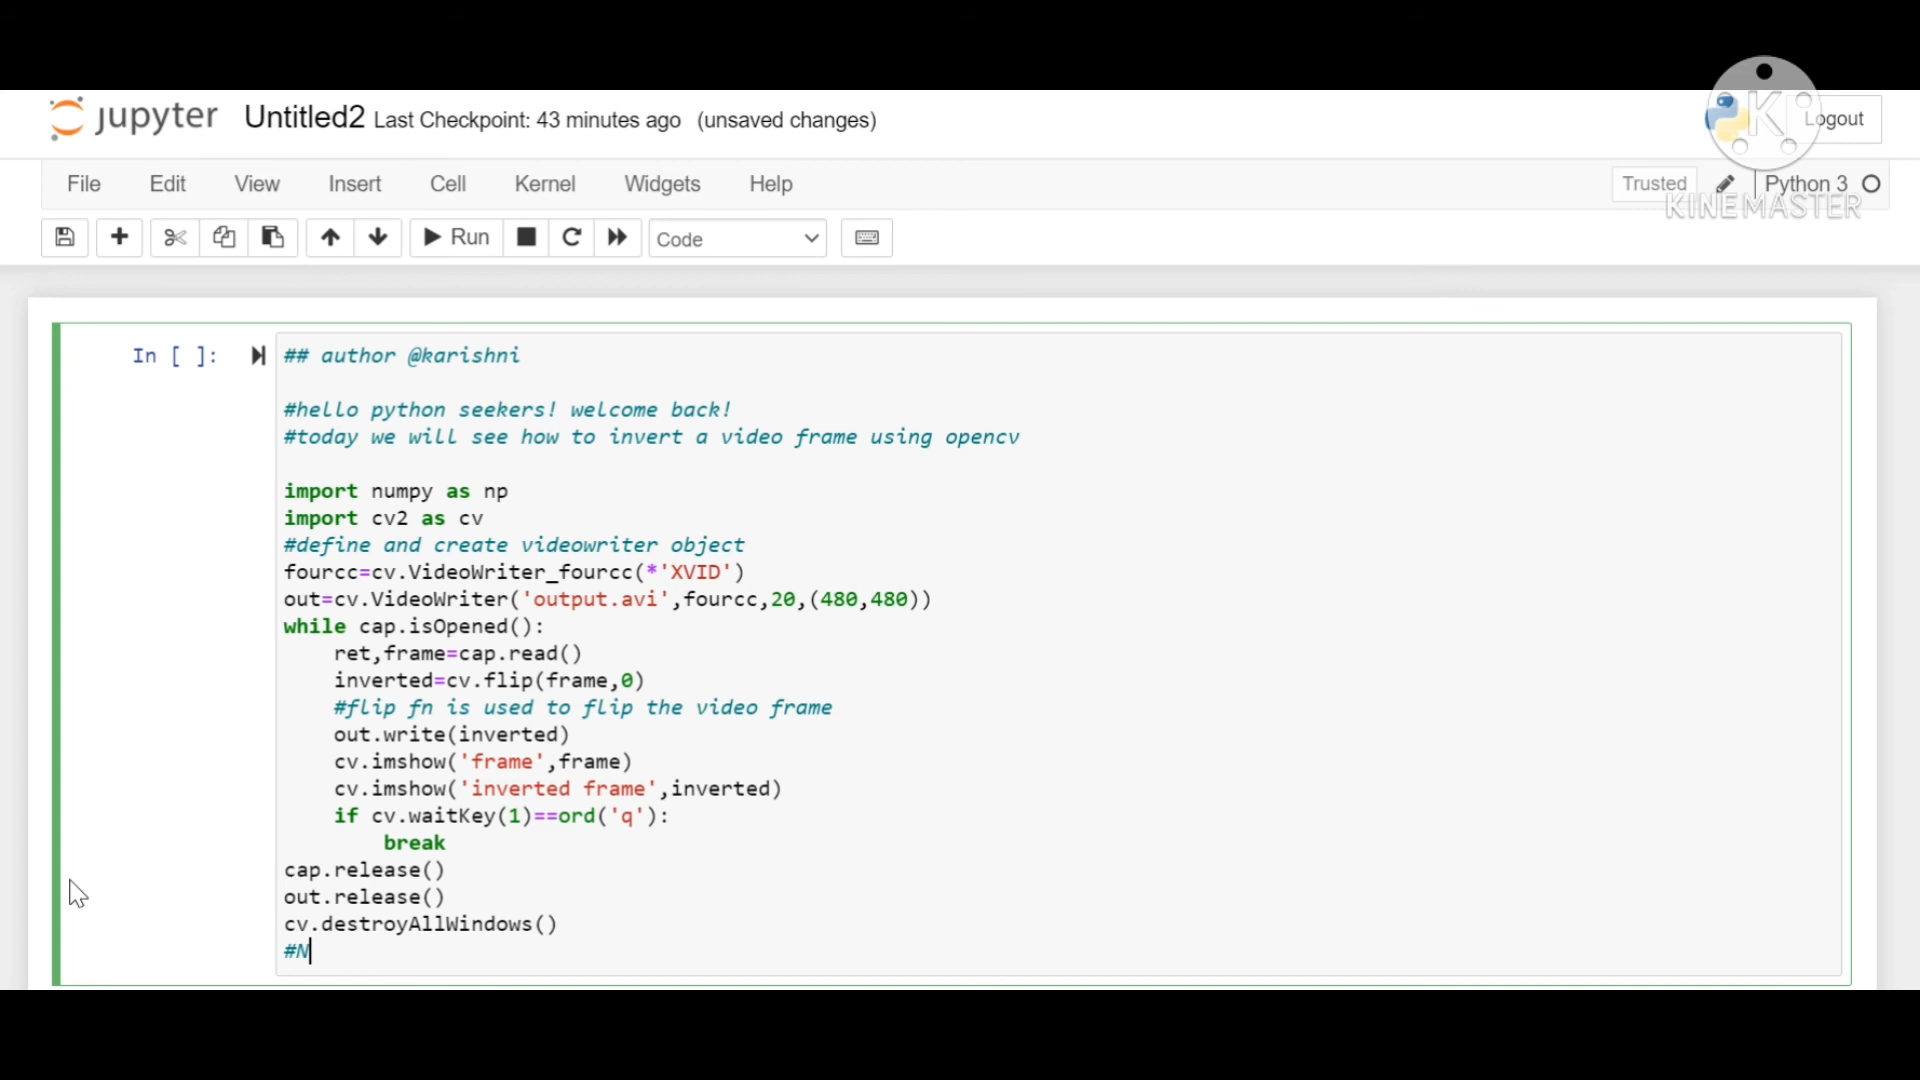 jupyter Untitled2 Last Checkpoint: 43 minutes ago (unsaved changes)
K
Logout
File Edit View Insert Cell Kernel Widgets Help
Trusted Python 3
KINEMASTER
Run Code
In [ ]:
## author @karishni
#hello python seekers! welcome back!
#today we will see how to invert a video frame using opencv
import numpy as np
import cv2 as cv
#define and create videowriter object
fourcc=cv.VideoWriter_fourcc(*'XVID')
out=cv.VideoWriter('output.avi',fourcc,20,(480,480))
while cap.isOpened():
    ret,frame=cap.read()
    inverted=cv.flip(frame,0)
    #flip fn is used to flip the video frame
    out.write(inverted)
    cv.imshow('frame',frame)
    cv.imshow('inverted frame',inverted)
    if cv.waitKey(1)==ord('q'):
        break
cap.release()
out.release()
cv.destroyAllWindows()
#N